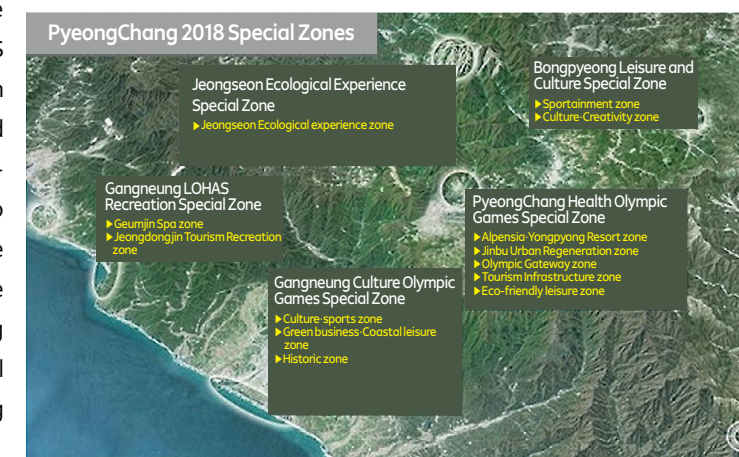 PyeongChang 2018 Special Zones
Jeongseon Ecological Experience
Special Zone
▶Jeongseon Ecological experience zone
Bongpyeong Leisure and
Culture Special Zone
▶Sportainment zone
▶Culture·Creativity zone
Gangneung LOHAS
Recreation Special Zone
▶Geumjin Spa zone
▶Jeongdongjin Tourism Recreation
zone
PyeongChang Health Olympic
Games Special Zone
▶Alpensia·Yongpyong Resort zone
▶Jinbu Urban Regeneration zone
▶Olympic Gateway zone
▶Tourism Infrastructure zone
▶Eco-friendly leisure zone
Gangneung Culture Olympic
Games Special Zone
▶Culture·sports zone
▶Green business·Coastal leisure
zone
▶Historic zone